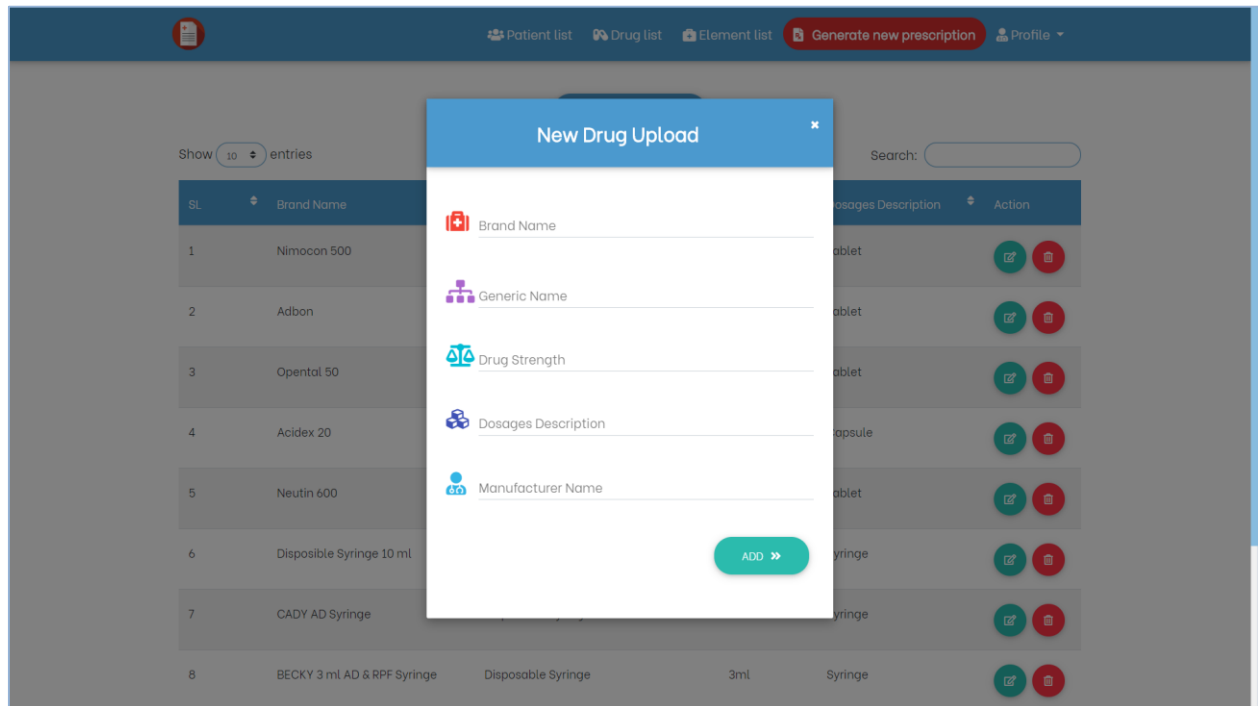 Patient list Drug list Element list Generate new prescription Profile
New Drug Upload
Show 10 entries
Search:
SL Brand Name osages Description Action
Brand Name
1 Nimocon 500 ablet
Generic Name
2 Adbon ablet
Drug Strength
3 Opental 50 ablet
Dosages Description
4 Acidex 20 apsule
Manufacturer Name
5 Neutin 600 ablet
ADD
6 Disposible Syringe 10 ml yringe
7 CADY AD Syringe yringe
8 BECKY 3 ml AD & RPF Syringe Disposable Syringe 3ml Syringe